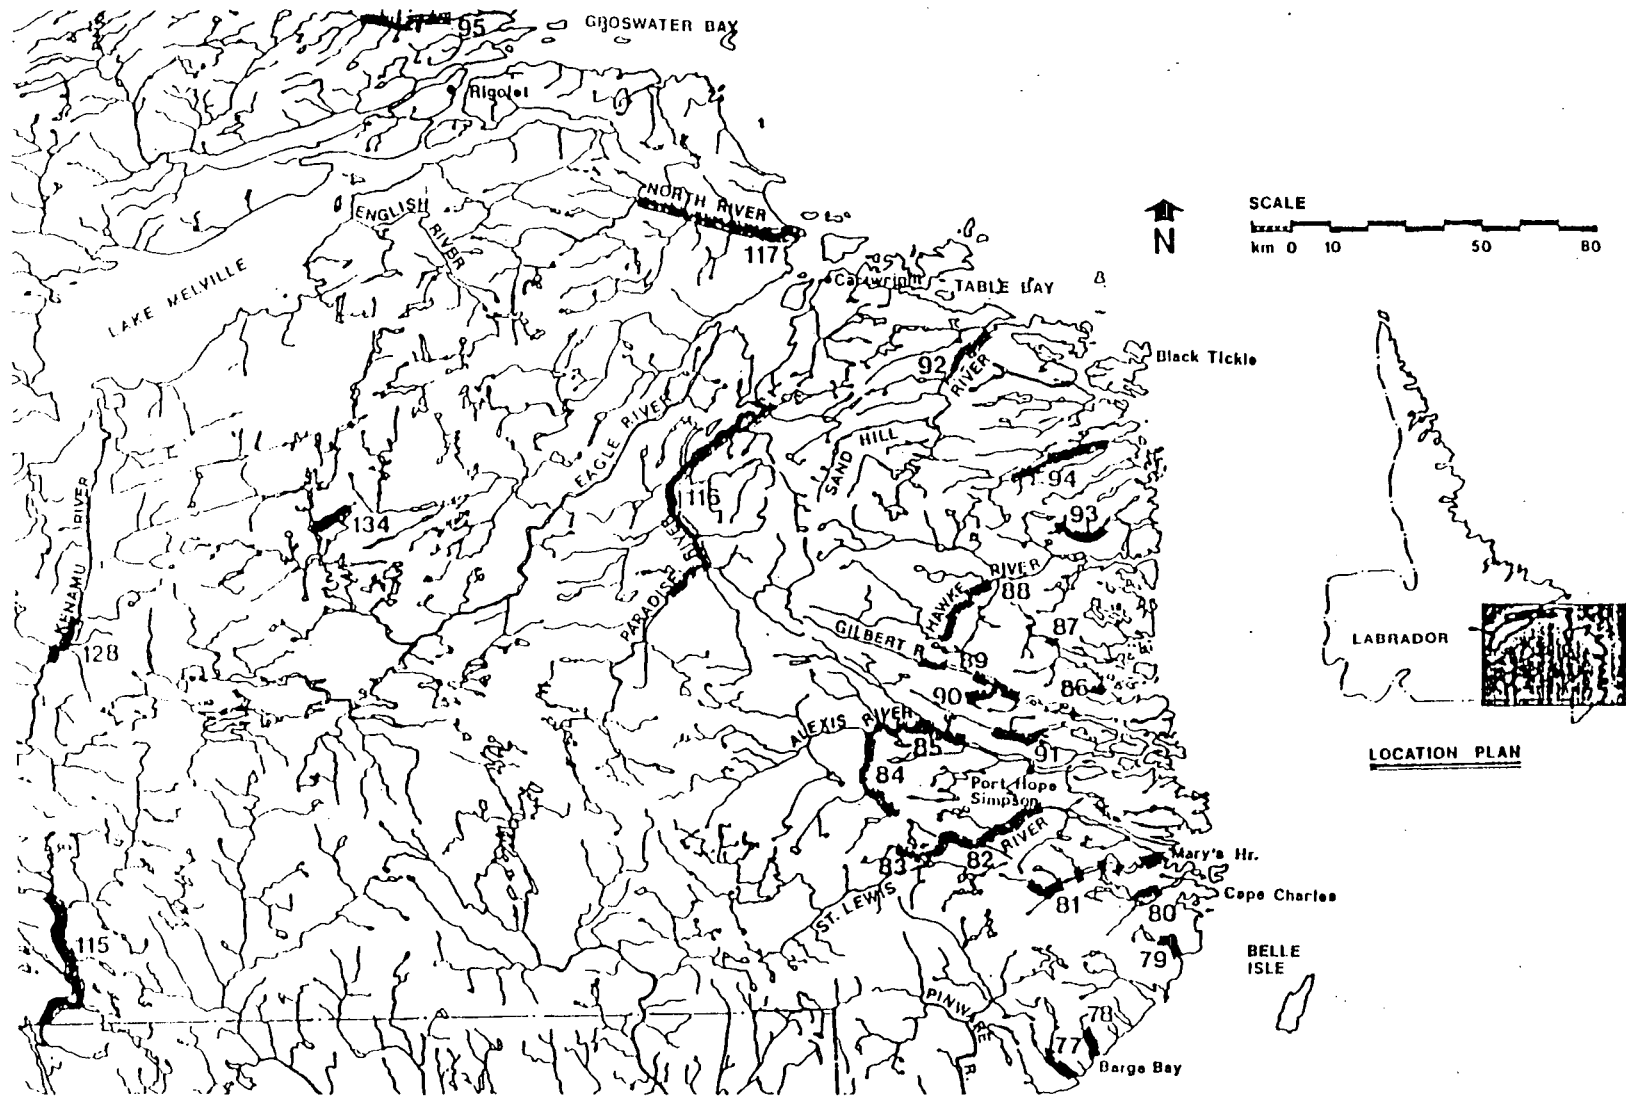 95
GROSWATER BAY
Rigolet
NORTH RIVER
117
ENGLISH
RIVER
LAKE MELVILLE
N
SCALE
km 0 10 50 80
Cartwright
TABLE BAY
Black Tickle
92
RIVER
SAND HILL
94
93
EAGLE RIVER
116
PARADISE RIVER
134
KENAMU RIVER
128
HAWKE RIVER
88
87
GILBERT R.
89
90
86
ALEXIS RIVER
85
91
84
Port Hope
Simpson
83
82
RIVER
ST. LEWIS
Mary's Hr.
81
80
Cape Charles
79
115
PINWARE R.
78
77
Barge Bay
BELLE
ISLE
LABRADOR
LOCATION PLAN